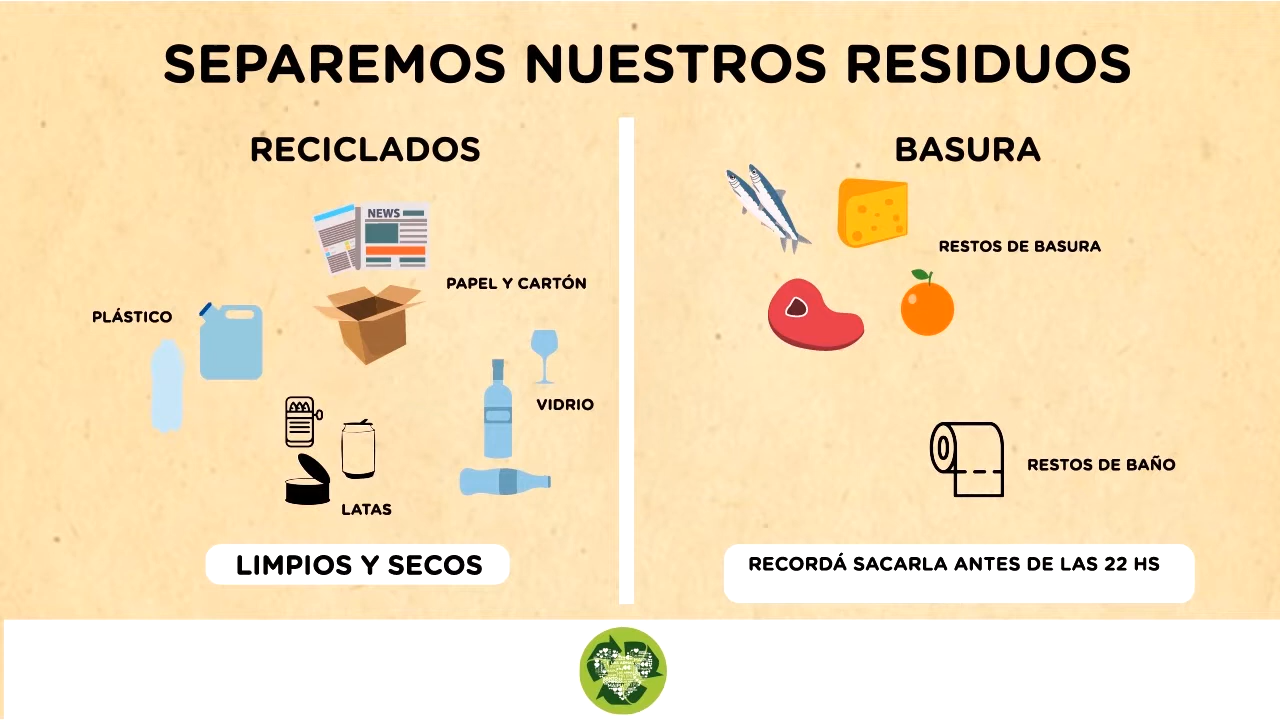 SEPAREMOS NUESTROS RESIDUOS
RECICLADOS
NEWS
PAPEL Y CARTÓN
PLÁSTICO
VIDRIO
LATAS
LIMPIOS Y SECOS
BASURA
RESTOS DE BASURA
RESTOS DE BAÑO
RECORDÁ SACARLA ANTES DE LAS 22 HS